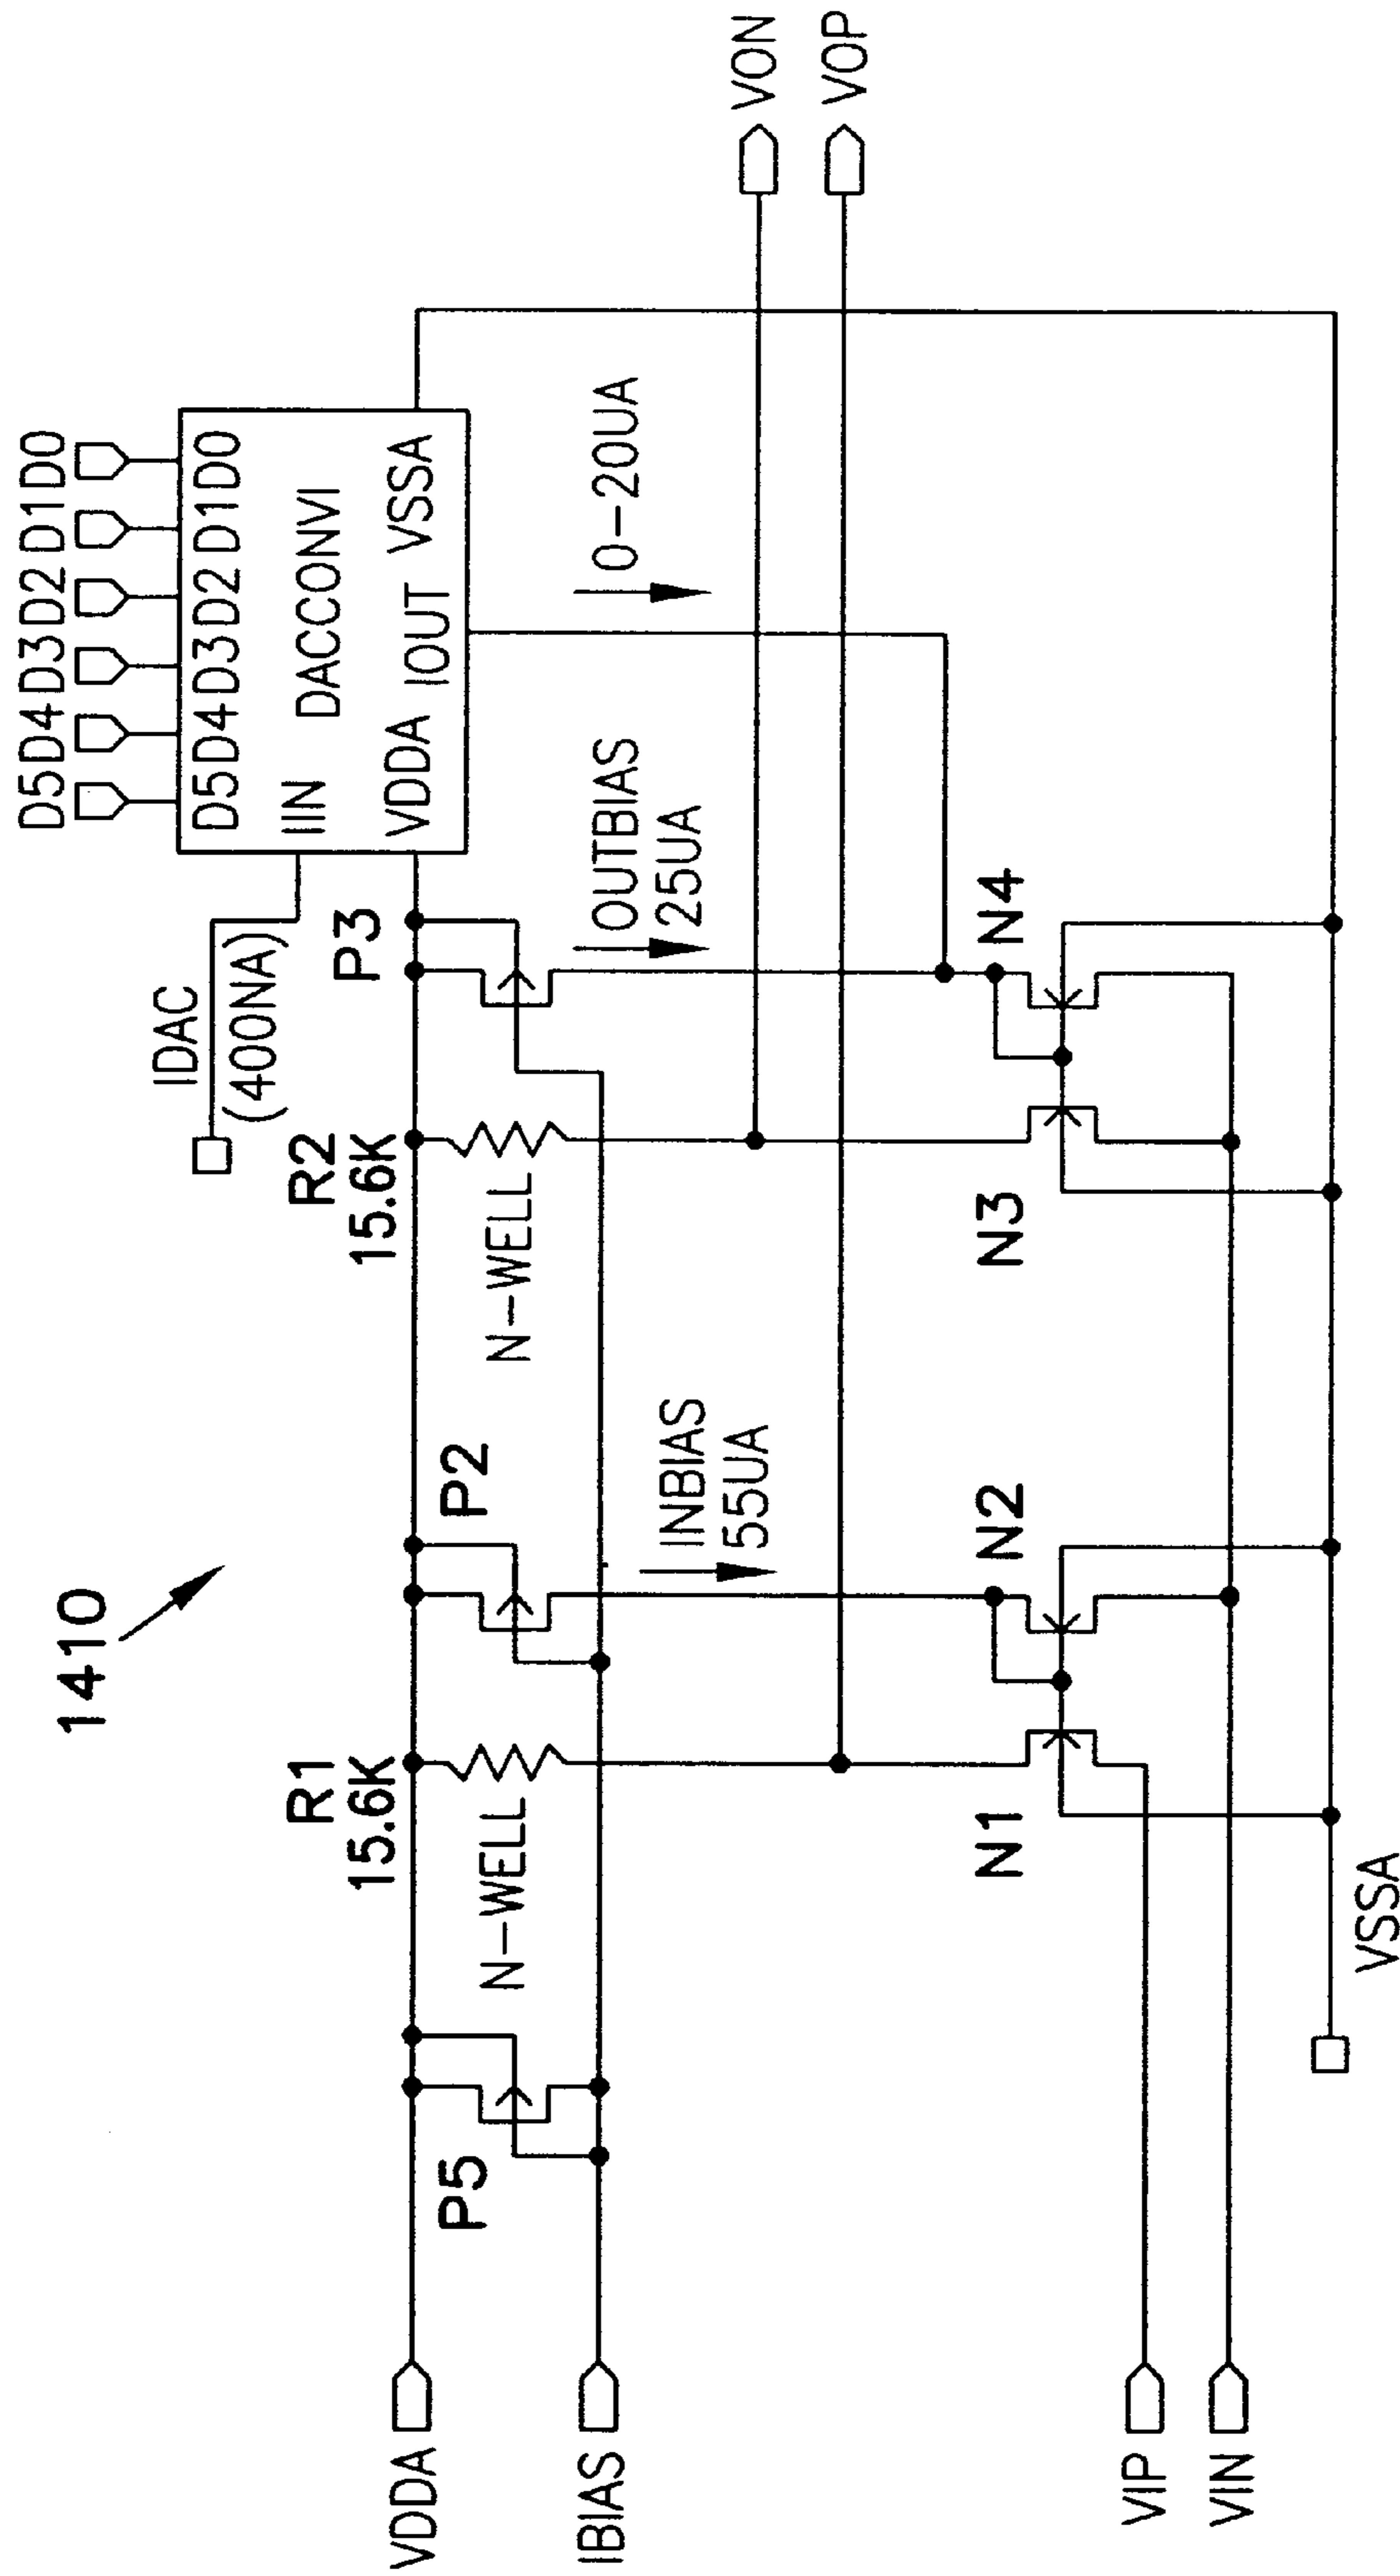 1410
D5 D4 D3 D2 D1 D0
D5 D4 D3 D2 D1 D0
IIN
DACCONVI
VDDA IOUT VSSA
IDAC
(400NA)
R1
15.6K
R2
15.6K
P3
P2
P5
N-WELL
N-WELL
VDDA
IBIAS
OUTBIAS
25UA
0-20UA
INBIAS
55UA
VON
VOP
N1
N2
N3
N4
VIP
VIN
VSSA